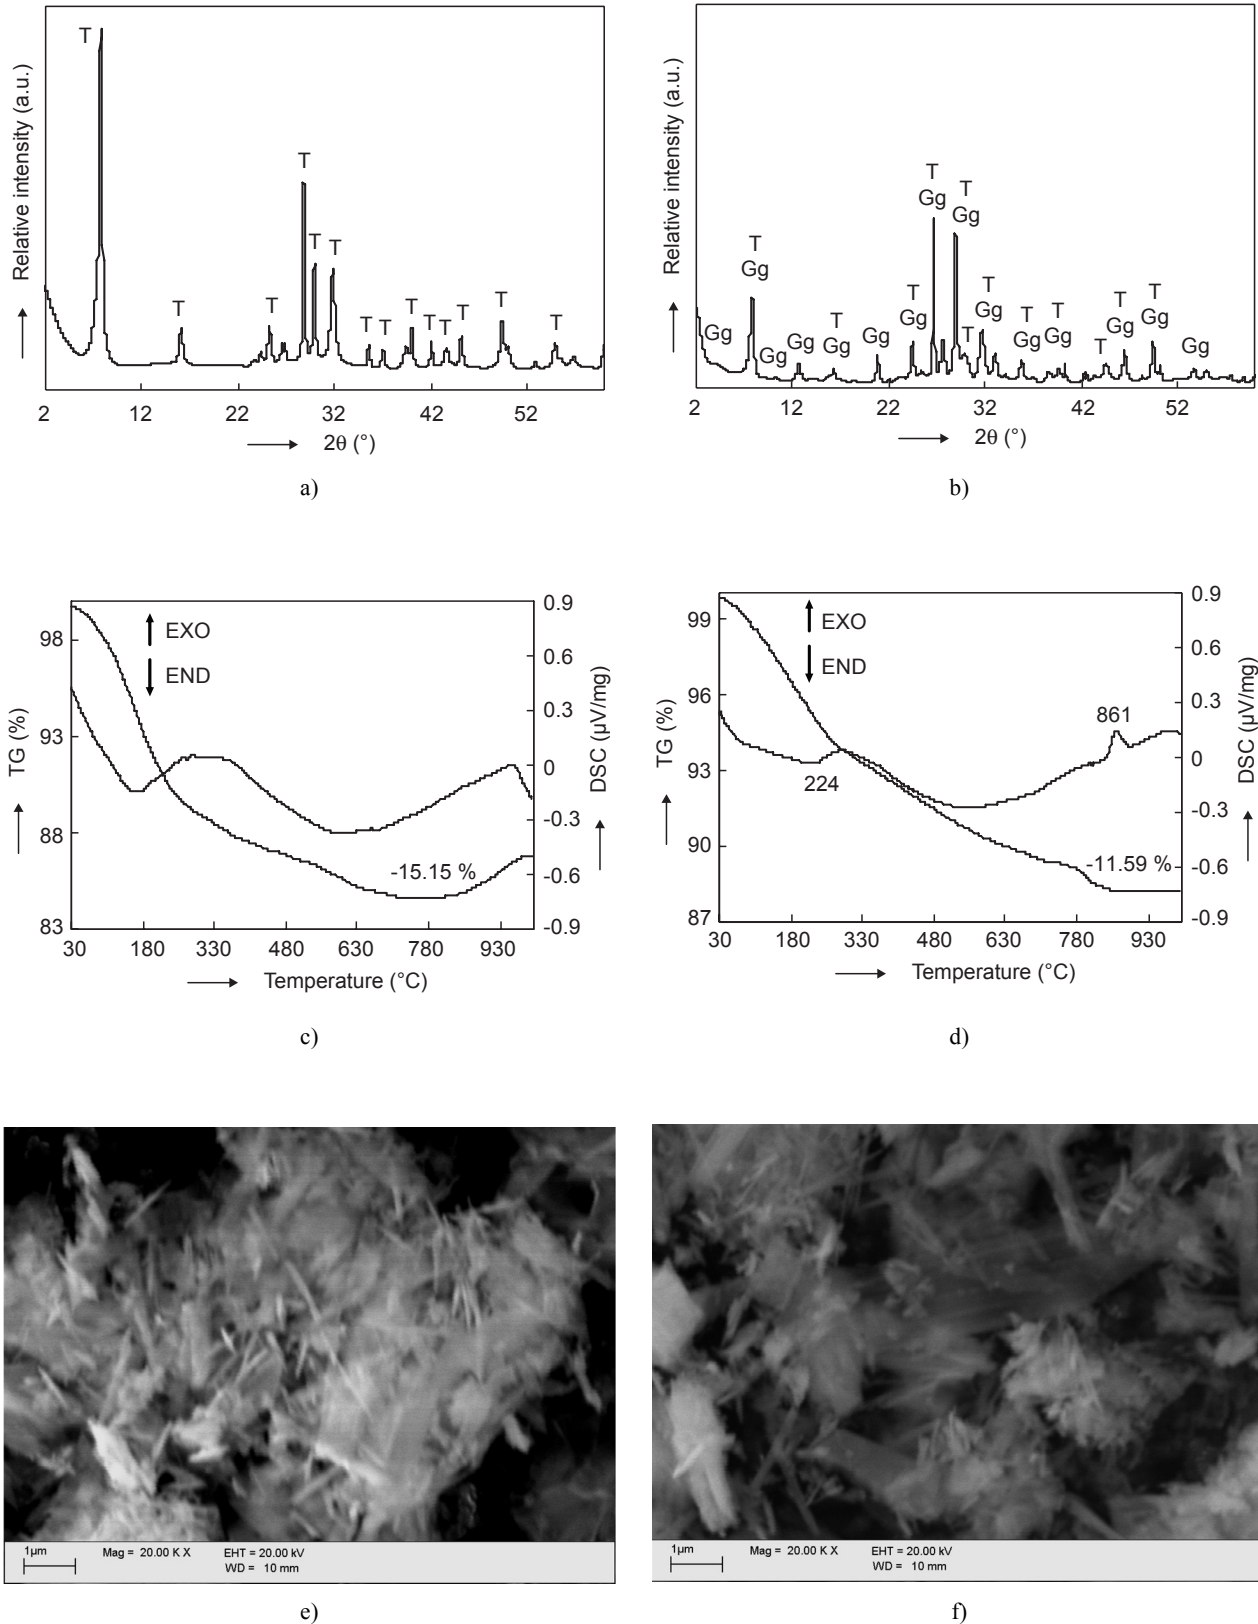 Relative intensity (a.u.)
T
T
T
T
T
T
T
T
T
T
T
T
T
T
2 12 22 32 42 52
2θ (°)
a)
Relative intensity (a.u.)
Gg
T
Gg
Gg
Gg
T
Gg
Gg
T
Gg
T
Gg
T
Gg
T
T
Gg
T
Gg
T
Gg
T
T
Gg
T
Gg
Gg
2 12 22 32 42 52
2θ (°)
b)
TG (%)
98
93
88
83
EXO
END
-15.15 %
0.9
0.6
0.3
0
-0.3
-0.6
-0.9
DSC (μV/mg)
30 180 330 480 630 780 930
Temperature (°C)
c)
TG (%)
99
96
93
90
87
EXO
END
224
861
-11.59 %
0.9
0.6
0.3
0
-0.3
-0.6
-0.9
DSC (μV/mg)
30 180 330 480 630 780 930
Temperature (°C)
d)
1μm Mag = 20.00 K X EHT = 20.00 kV
WD = 10 mm
e)
1μm Mag = 20.00 K X EHT = 20.00 kV
WD = 10 mm
f)